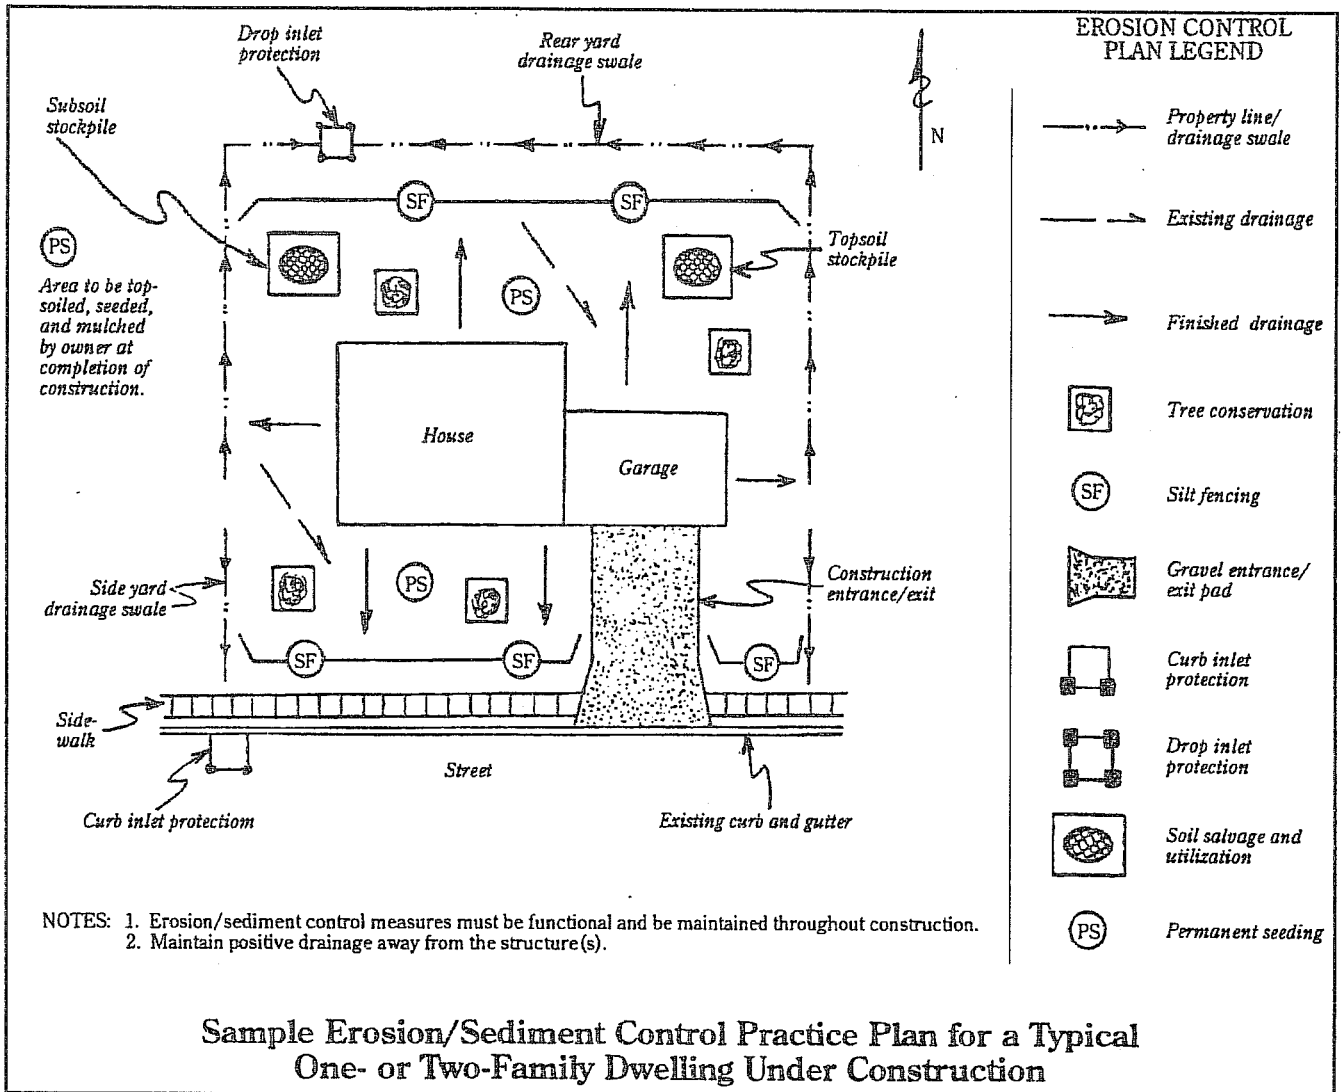 Drop inlet
protection
Rear yard
drainage swale
Subsoil
stockpile
N
SF
SF
PS
Area to be top-
soiled, seeded,
and mulched
by owner at
completion of
construction.
PS
Topsoil
stockpile
House
Garage
Side yard
drainage swale
PS
Construction
entrance/exit
SF
SF
SF
Side-
walk
Street
Curb inlet protectiom
Existing curb and gutter
EROSION CONTROL
PLAN LEGEND
Property line/
drainage swale
Existing drainage
Finished drainage
Tree conservation
SF
Silt fencing
Gravel entrance/
exit pad
Curb inlet
protection
Drop inlet
protection
Soil salvage and
utilization
PS
Permanent seeding
NOTES: 1. Erosion/sediment control measures must be functional and be maintained throughout construction.
2. Maintain positive drainage away from the structure(s).
Sample Erosion/Sediment Control Practice Plan for a Typical
One- or Two-Family Dwelling Under Construction